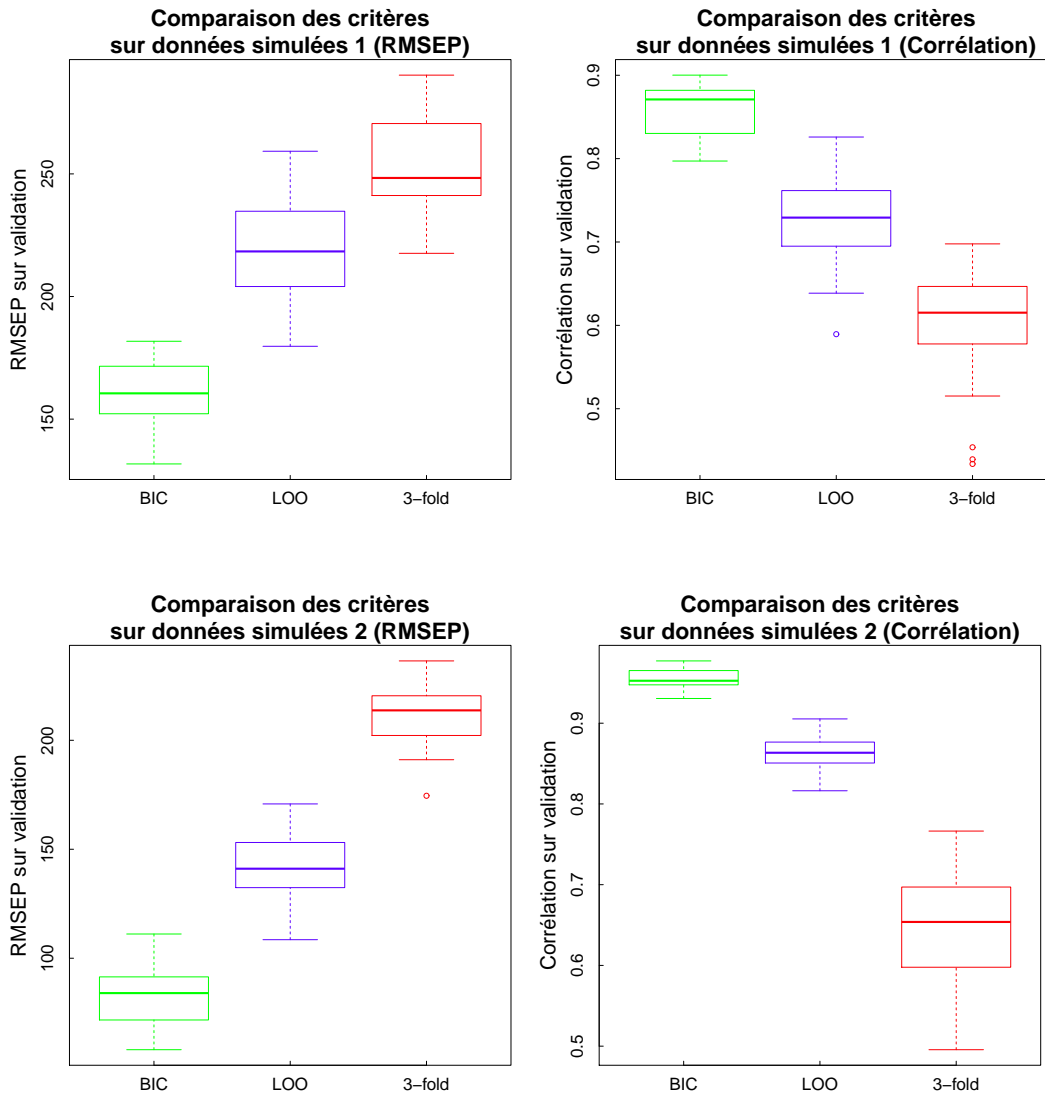 Comparaison des critères
sur données simulées 1 (RMSEP)
RMSEP sur validation
250
200
150
BIC
LOO
3−fold
Comparaison des critères
sur données simulées 1 (Corrélation)
Corrélation sur validation
0.9
0.8
0.7
0.6
0.5
BIC
LOO
3−fold
Comparaison des critères
sur données simulées 2 (RMSEP)
RMSEP sur validation
200
150
100
BIC
LOO
3−fold
Comparaison des critères
sur données simulées 2 (Corrélation)
Corrélation sur validation
0.9
0.8
0.7
0.6
0.5
BIC
LOO
3−fold